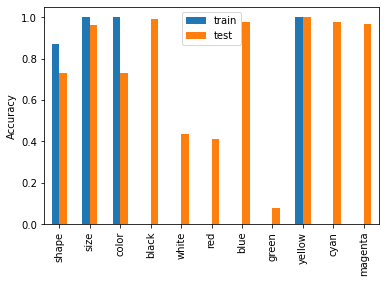 train
test
Accuracy
1.0
0.8
0.6
0.4
0.2
0.0
shape
size
color
black
white
red
blue
green
yellow
cyan
magenta